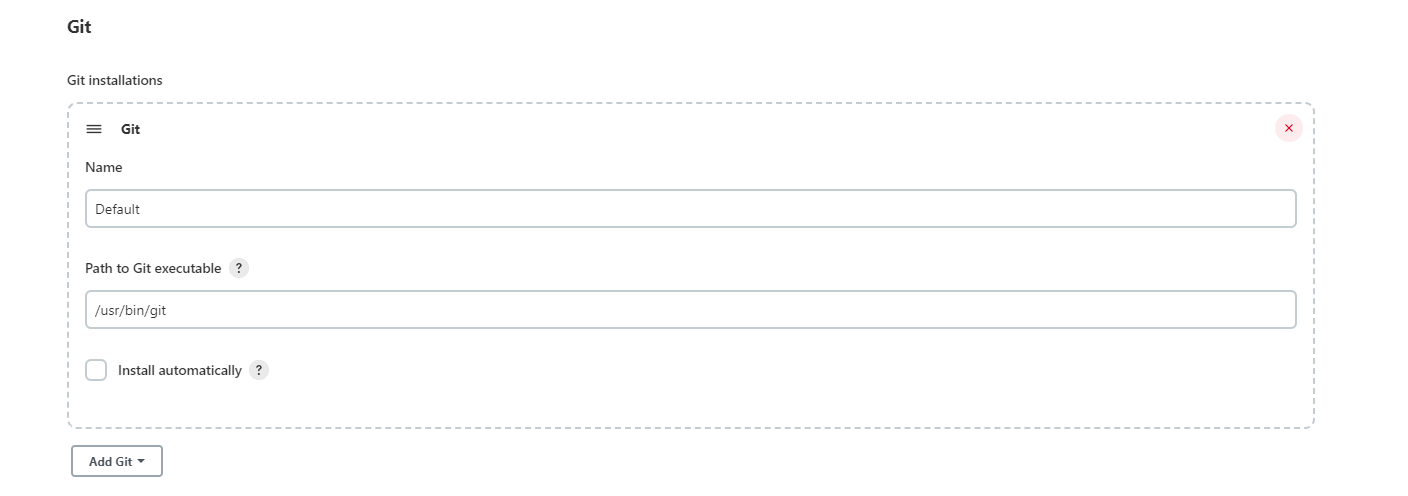 Git
Git installations
Git
Name
Default
Path to Git executable ?
/usr/bin/git
Install automatically ?
Add Git